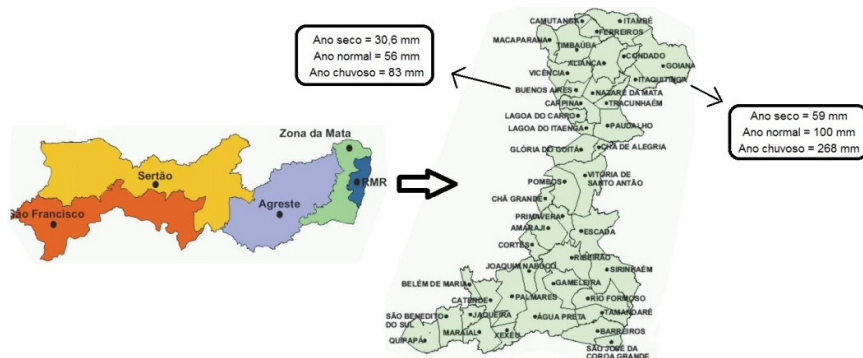 Ano seco = 30,6 mm
Ano normal = 56 mm
Ano chuvoso = 83 mm
CAMUTANGA
ITAMBÉ
FERREIROS
MACAPARANA
TIMBAÚBA
CONDADO
ALIANÇA
GOIANA
VICÊNCIA
ITAQUITINGA
BUENOS AIRES
NAZARÉ DA MATA
CARPINA
TRACUNHAÉM
LAGOA DO CARRO
LAGOA DO ITAENGA
PAUDALHO
Ano seco = 59 mm
Ano normal = 100 mm
Ano chuvoso = 268 mm
Zona da Mata
Sertão
RMR
Agreste
São Francisco
GLÓRIA DO GOITÁ
CHÃ DE ALEGRIA
POMBOS
VITÓRIA DE
SANTO ANTÃO
CHÃ GRANDE
PRIMAVERA
AMARAJI
ESCADA
CORTÊS
RIBEIRÃO
JOAQUIM NABUCO
SIRINHAÉM
BELÉM DE MARIA
GAMELEIRA
CATENDE
PALMARES
RIO FORMOSO
SÃO BENEDITO
DO SUL
JAQUEIRA
ÁGUA PRETA
TAMANDARÉ
MARAIAL
XEXÉU
BARREIROS
QUIPAPÁ
SÃO JOSÉ DA
COROA GRANDE